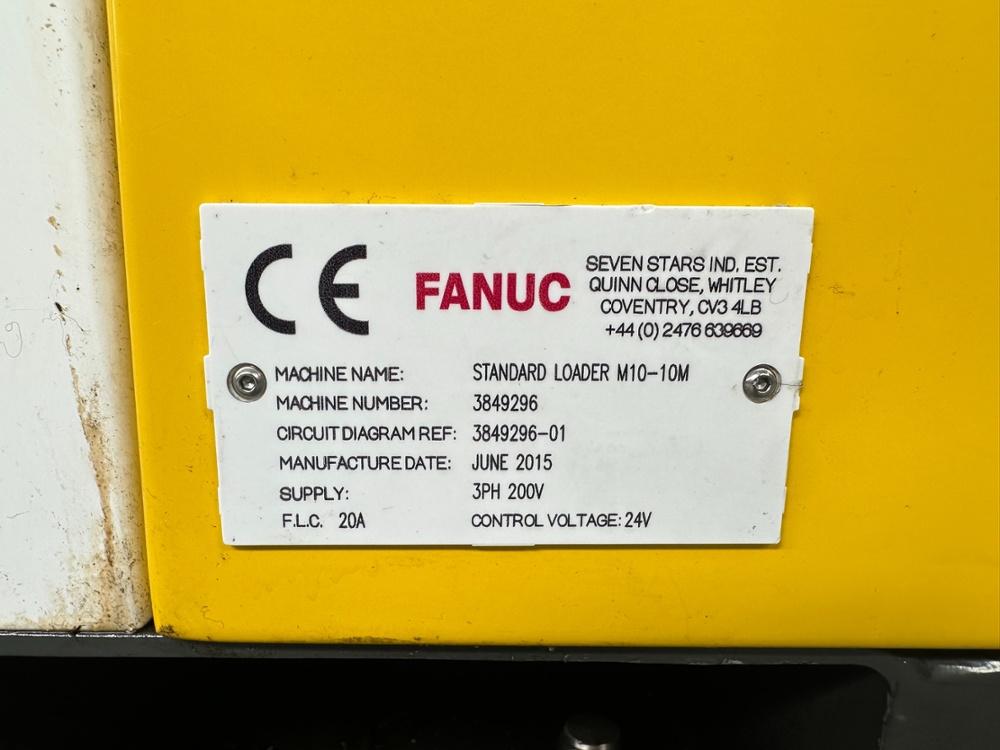 CE
FANUC
SEVEN STARS IND. EST.
QUINN CLOSE, WHITLEY
COVENTRY, CV3 4LB
+44 (0) 2476 639669
MACHINE NAME: STANDARD LOADER M10-10M
MACHINE NUMBER: 3849296
CIRCUIT DIAGRAM REF: 3849296-01
MANUFACTURE DATE: JUNE 2015
SUPPLY: 3PH 200V
F.L.C. 20A CONTROL VOLTAGE: 24V